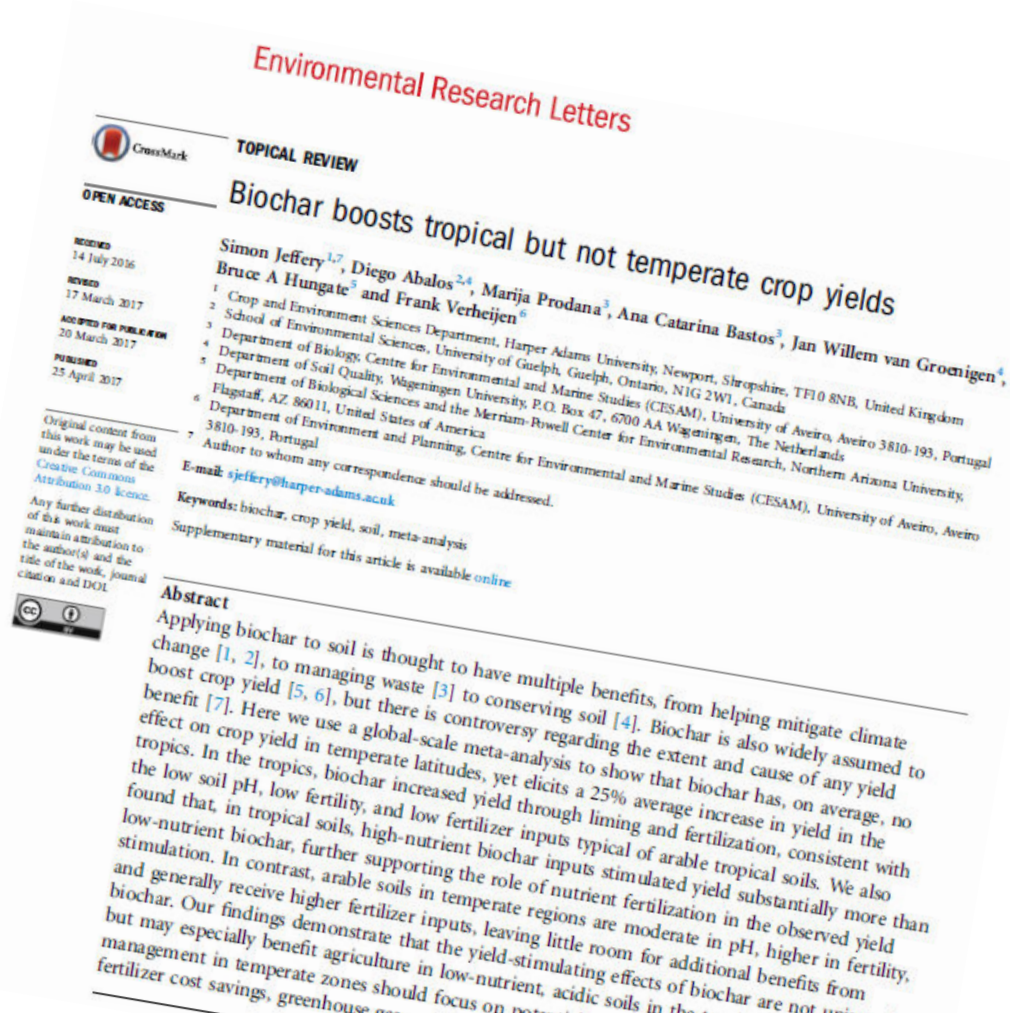 Environmental Research Letters
CrossMark
OPEN ACCESS
RECEIVED
14 July 2016
REVISED
17 March 2017
ACCEPTED FOR PUBLICATION
20 March 2017
PUBLISHED
25 April 2017
Original content from
this work may be used
under the terms of the
Creative Commons
Attribution 3.0 licence.
Any further distribution
of this work must
maintain attribution to
the author(s) and the
title of the work, journal
citation and DOI.
cc
BY
TOPICAL REVIEW
Biochar boosts tropical but not temperate crop yields
Simon Jeffery1,7, Diego Abalos2,4, Marija Prodana3, Ana Catarina Bastos3, Jan Willem van Groenigen4,
Bruce A Hungate5 and Frank Verheijen6
1 Crop and Environment Sciences Department, Harper Adams University, Newport, Shropshire, TF10 8NB, United Kingdom
2 School of Environmental Sciences, University of Guelph, Guelph, Ontario, N1G 2W1, Canada
3 Department of Biology, Centre for Environmental and Marine Studies (CESAM), University of Aveiro, Aveiro 3810-193, Portugal
4 Department of Soil Quality, Wageningen University, P.O. Box 47, 6700 AA Wageningen, The Netherlands
5 Department of Biological Sciences and the Merriam-Powell Center for Environmental Research, Northern Arizona University,
Flagstaff, AZ 86011, United States of America
6 Department of Environment and Planning, Centre for Environmental and Marine Studies (CESAM), University of Aveiro, Aveiro
3810-193, Portugal
7 Author to whom any correspondence should be addressed.
E-mail: sjeffery@harper-adams.ac.uk
Keywords: biochar, crop yield, soil, meta-analysis
Supplementary material for this article is available online
Abstract
Applying biochar to soil is thought to have multiple benefits, from helping mitigate climate
change [1, 2], to managing waste [3] to conserving soil [4]. Biochar is also widely assumed to
boost crop yield [5, 6], but there is controversy regarding the extent and cause of any yield
benefit [7]. Here we use a global-scale meta-analysis to show that biochar has, on average, no
effect on crop yield in temperate latitudes, yet elicits a 25% average increase in yield in the
tropics. In the tropics, biochar increased yield through liming and fertilization, consistent with
the low soil pH, low fertility, and low fertilizer inputs typical of arable tropical soils. We also
found that, in tropical soils, high-nutrient biochar inputs stimulated yield substantially more than
low-nutrient biochar, further supporting the role of nutrient fertilization in the observed yield
stimulation. In contrast, arable soils in temperate regions are moderate in pH, higher in fertility,
and generally receive higher fertilizer inputs, leaving little room for additional benefits from
biochar. Our findings demonstrate that the yield-stimulating effects of biochar are not
but may especially benefit agriculture in low-nutrient, acidic soils in the
management in temperate zones should focus on
fertilizer cost savings, greenhouse